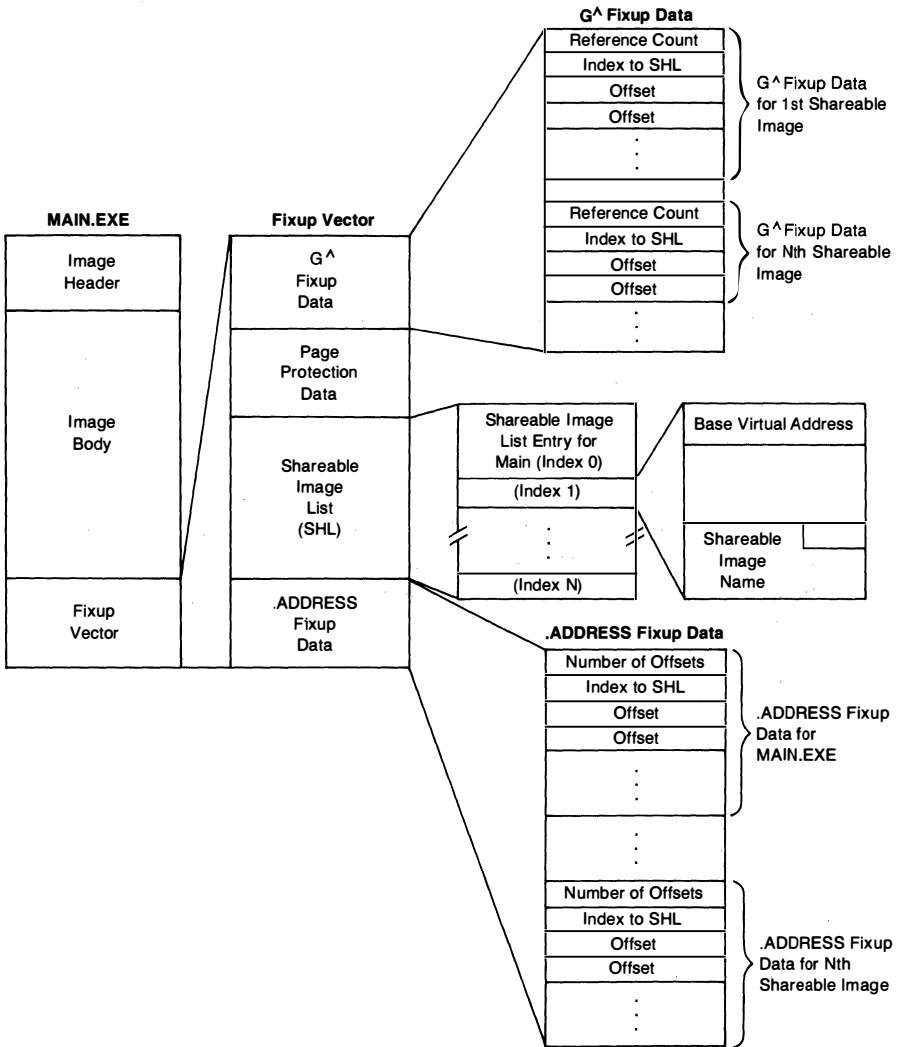 G^ Fixup Data
Reference Count
Index to SHL
Offset
Offset
G^ Fixup Data
for 1st Shareable
Image
Reference Count
Index to SHL
Offset
Offset
G^ Fixup Data
for Nth Shareable
Image
MAIN.EXE
Image
Header
Image
Body
Fixup
Vector
Fixup Vector
G^
Fixup
Data
Page
Protection
Data
Shareable
Image
List
(SHL)
.ADDRESS
Fixup
Data
Shareable Image
List Entry for
Main (Index 0)
(Index 1)
(Index N)
Base Virtual Address
Shareable
Image
Name
.ADDRESS Fixup Data
Number of Offsets
Index to SHL
Offset
Offset
.ADDRESS Fixup
Data for
MAIN.EXE
Number of Offsets
Index to SHL
Offset
Offset
.ADDRESS Fixup
Data for Nth
Shareable Image